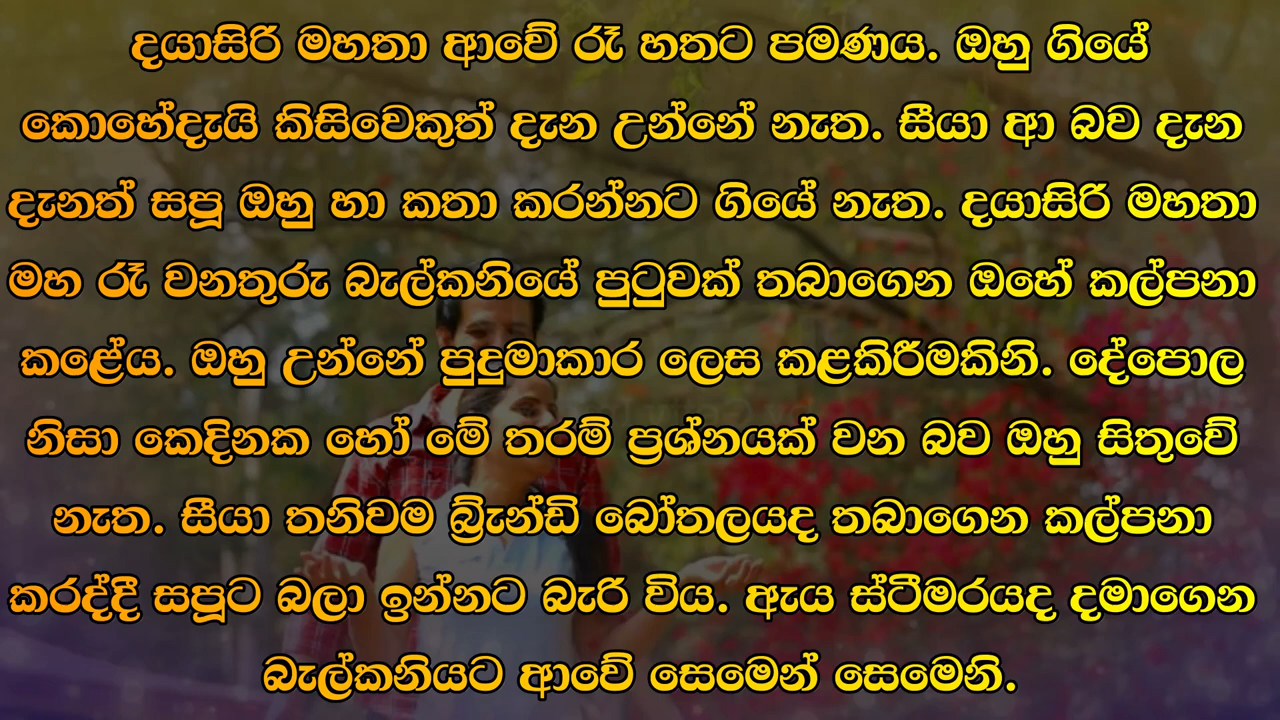 දයාසිරි මහතා ආවේ රෑ හතට පමණය. ඔහු ගියේ
කොහේදැයි කිසිවෙකුත් දැන උන්නේ නැත. සීයා ආ බව දැන
දැනත් සපූ ඔහු හා කතා කරන්නට ගියේ නැත. දයාසිරි මහතා
මහ රෑ වනතුරු බැල්කනියේ පුටුවක් තබාගෙන ඔහේ කල්පනා
කළේය. ඔහු උන්නේ පුදුමාකාර ලෙස කළකිරීමකිනි. දේපොල
නිසා කෙදිනක හෝ මේ තරම් ප්‍රශ්නයක් වන බව ඔහු සිතුවේ
නැත. සීයා තනිවම බ්‍රැන්ඩි බෝතලයද තබාගෙන කල්පනා
කරද්දී සපූට බලා ඉන්නට බැරි විය. ඇය ස්ටීමරයද දමාගෙන
බැල්කනියට ආවේ සෙමෙන් සෙමෙනි.